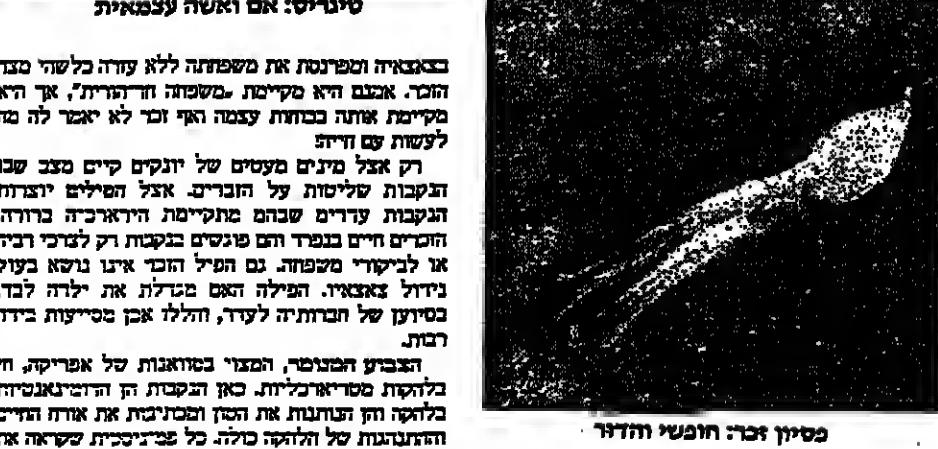 סינגריס: אם ואשה עצמאית
בצאצאיה ומפרנסת את משפחתה ללא עזרה כלשהי מצד
הזכר. אמנם היא מקיימת „משפחה חד־הורית", אך היא
מקיימת אותה בכוחות עצמה ואף זכר לא יאמר לה מה
לעשות עם חייה!
רק אצל מינים מעטים של יונקים קיים מצב שבו
הנקבות שליטות על הזכרים. אצל הפילים יוצרות
הנקבות עדרים שבהם מתקיימת היררכיה ברורה.
הזכרים חיים בנפרד והם פוגשים בנקבות רק לצרכי רביה
או לביקורי משפחה. גם הפיל הזכר אינו נושא בעול
גידול צאצאיו. הפילה האם מגדלת את ילדה לבד,
בסיוען של חברותיה לעדר, והללו אכן מסייעות בידה
רבות.
הצבוע המנומר, המצוי בסוואנות של אפריקה, חי
בלהקות מטריארכליות. כאן הנקבות הן הדומינאנטיות
בלהקה והן הנותנות את הטון ומכתיבות את אורח החיים
וההתנהגות של הלהקה כולה. כל פמיניסטית שקראה את
פסיון זכר: חופשי והדור